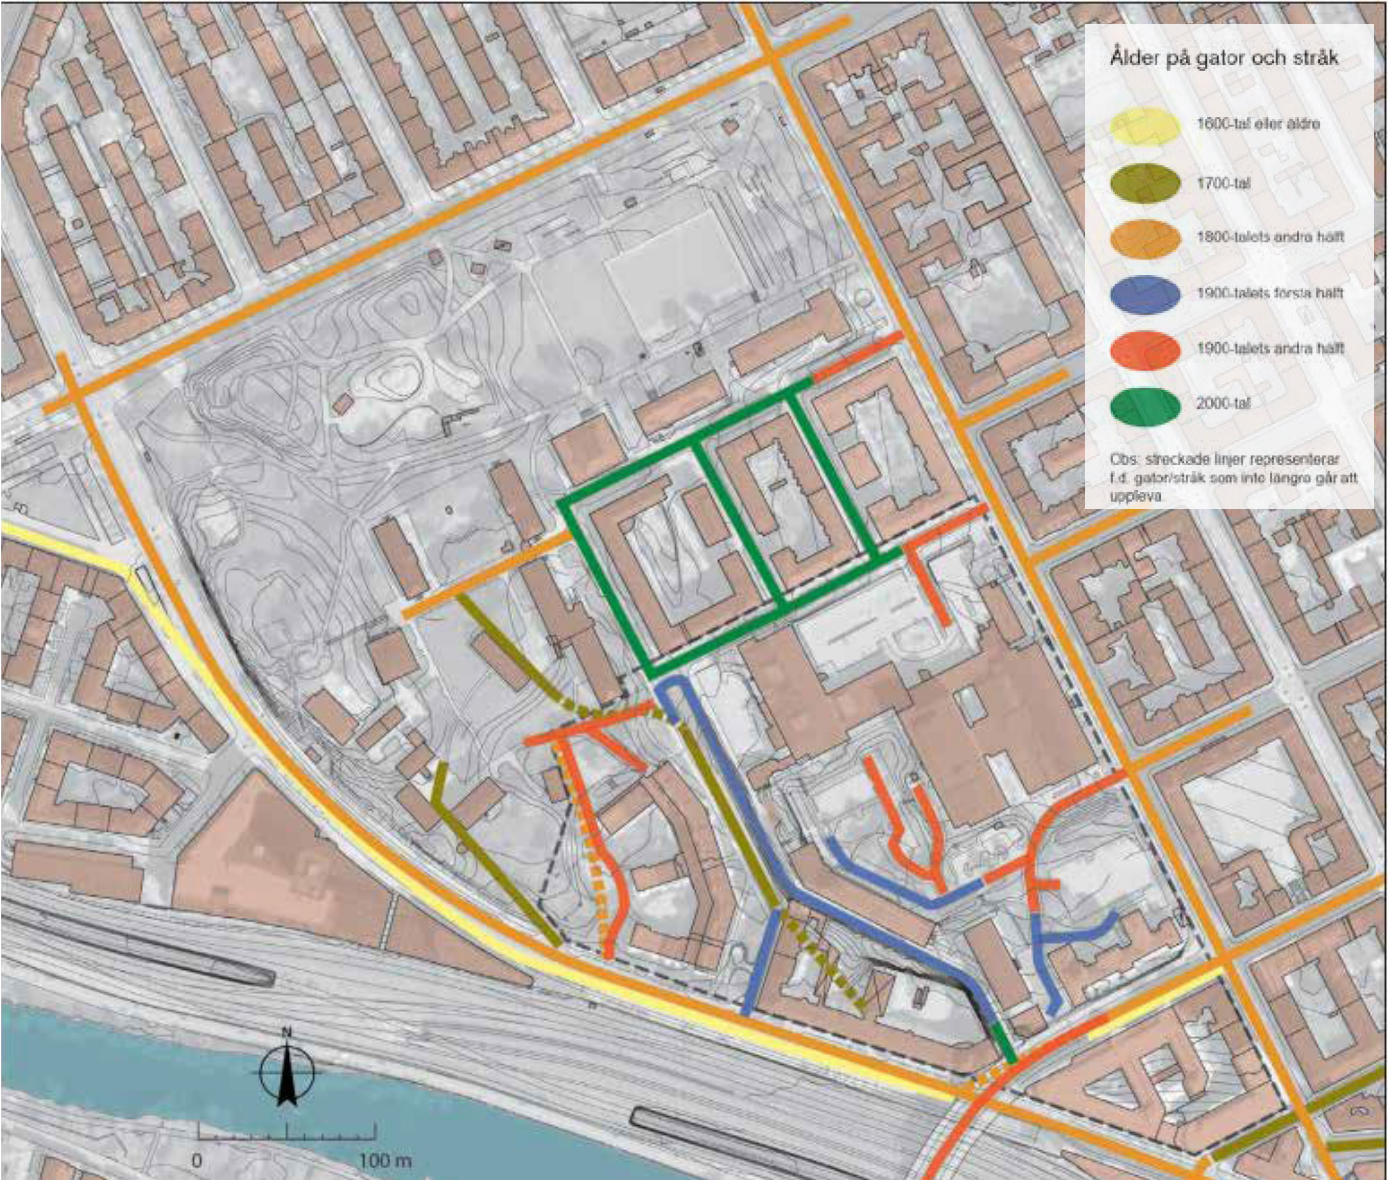 Ålder på gator och stråk
1600-tal eller äldre
1700-tal
1800-talets andra hälft
1900-talets första hälft
1900-talets andra hälft
2000-tal
Obs: streckade linjer representerar
f.d. gator/stråk som inte längre går att
uppleva.
N
0 100 m